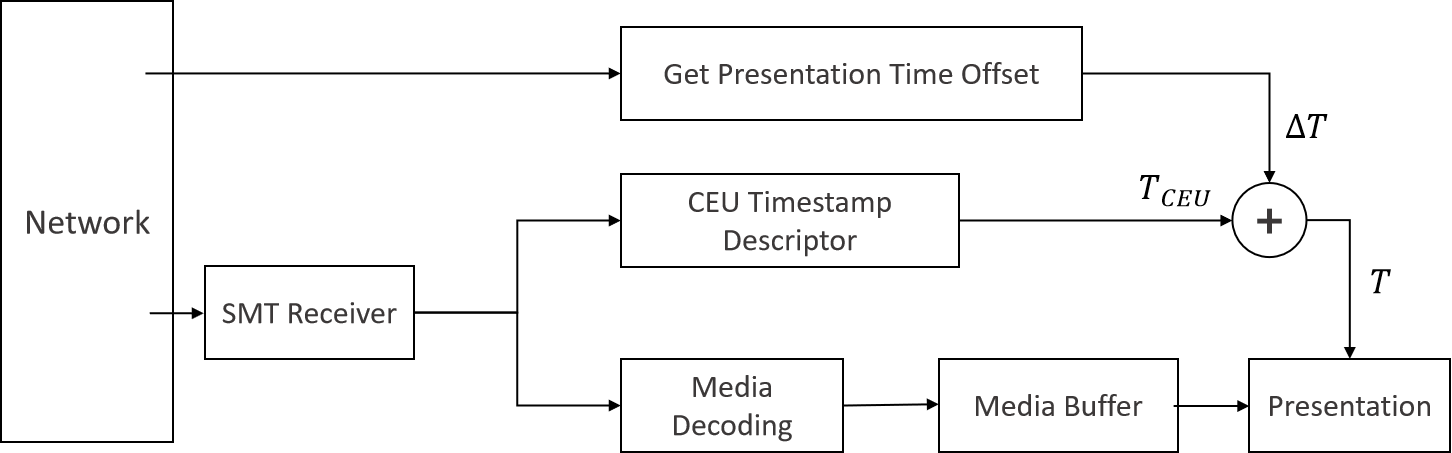 Get Presentation Time Offset
ΔT
Network
CEU Timestamp
Descriptor
T_CEU
+
SMT Receiver
T
Media
Decoding
Media Buffer
Presentation